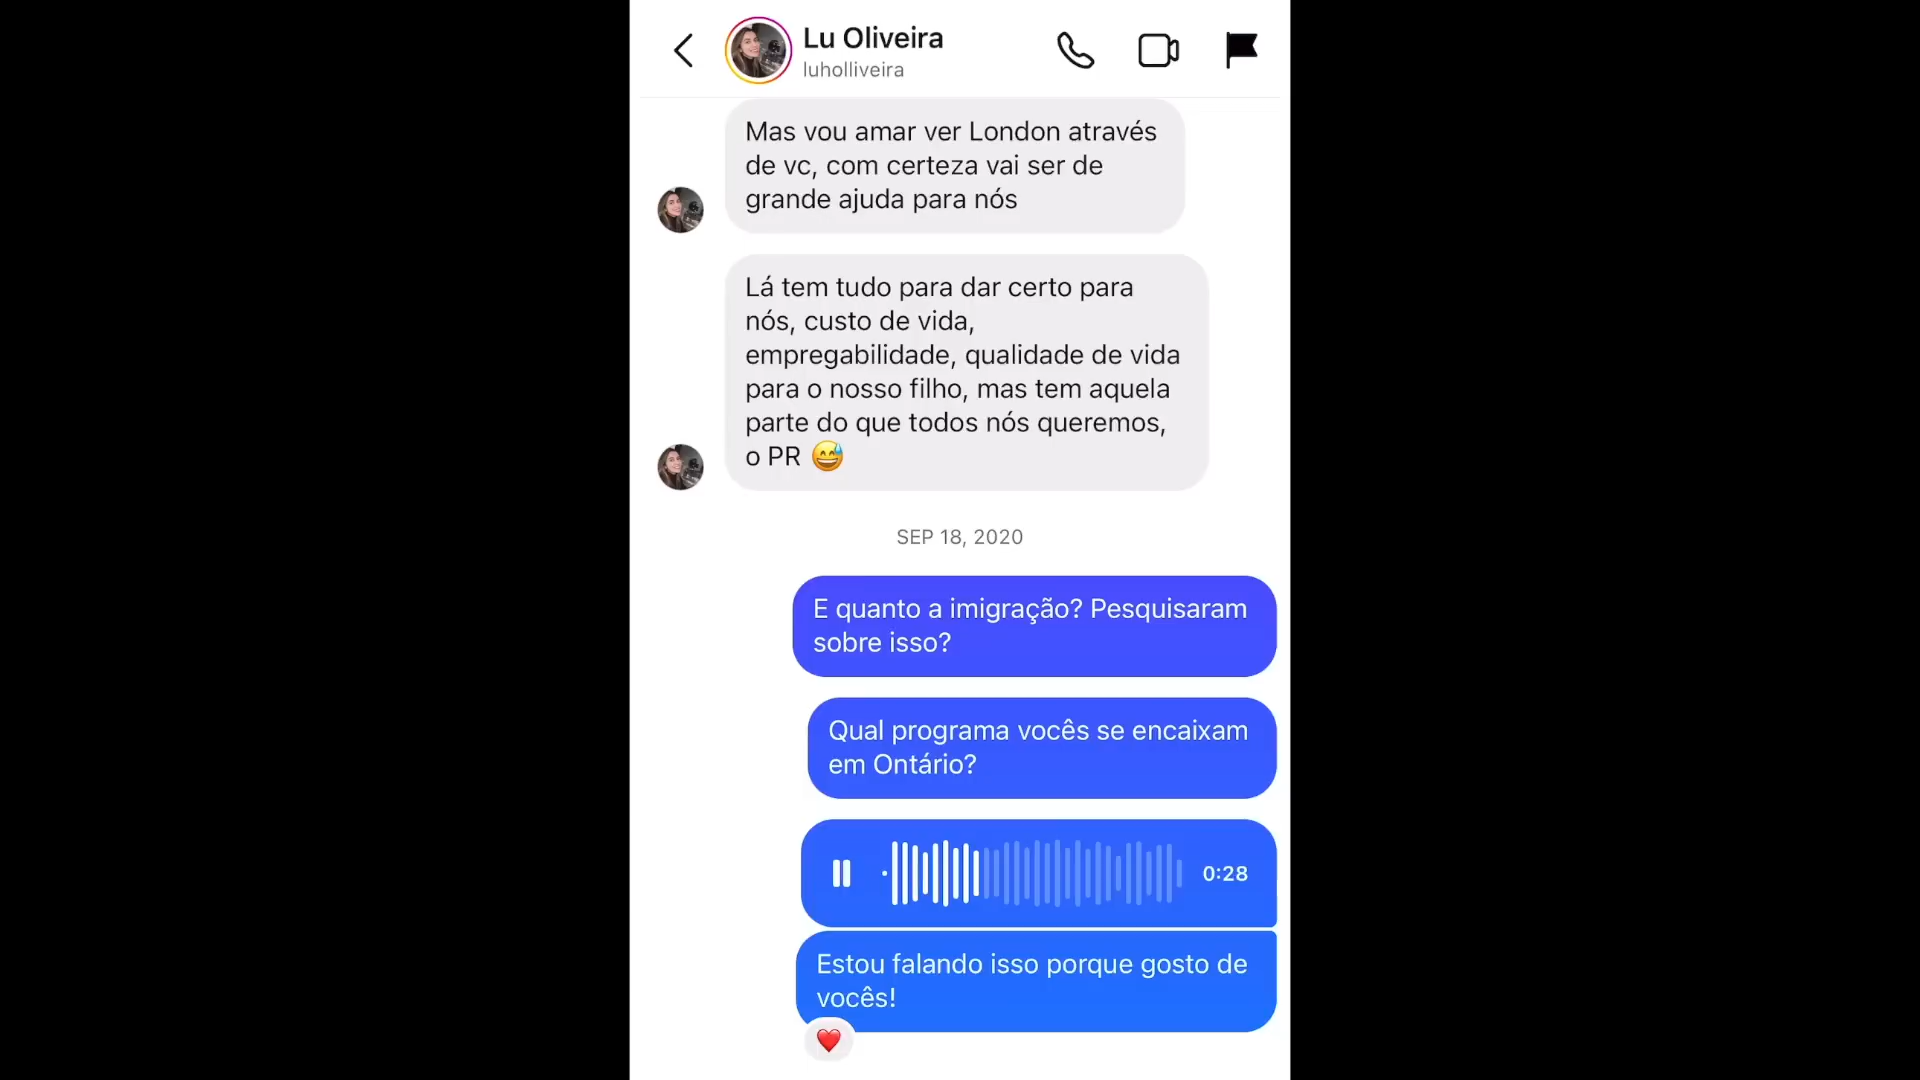 Lu Oliveira
luholliveira
Mas vou amar ver London através
de vc, com certeza vai ser de
grande ajuda para nós
Lá tem tudo para dar certo para
nós, custo de vida,
empregabilidade, qualidade de vida
para o nosso filho, mas tem aquela
parte do que todos nós queremos,
o PR 😅
SEP 18, 2020
E quanto a imigração? Pesquisaram
sobre isso?
Qual programa vocês se encaixam
em Ontário?
0:28
Estou falando isso porque gosto de
vocês!
❤️